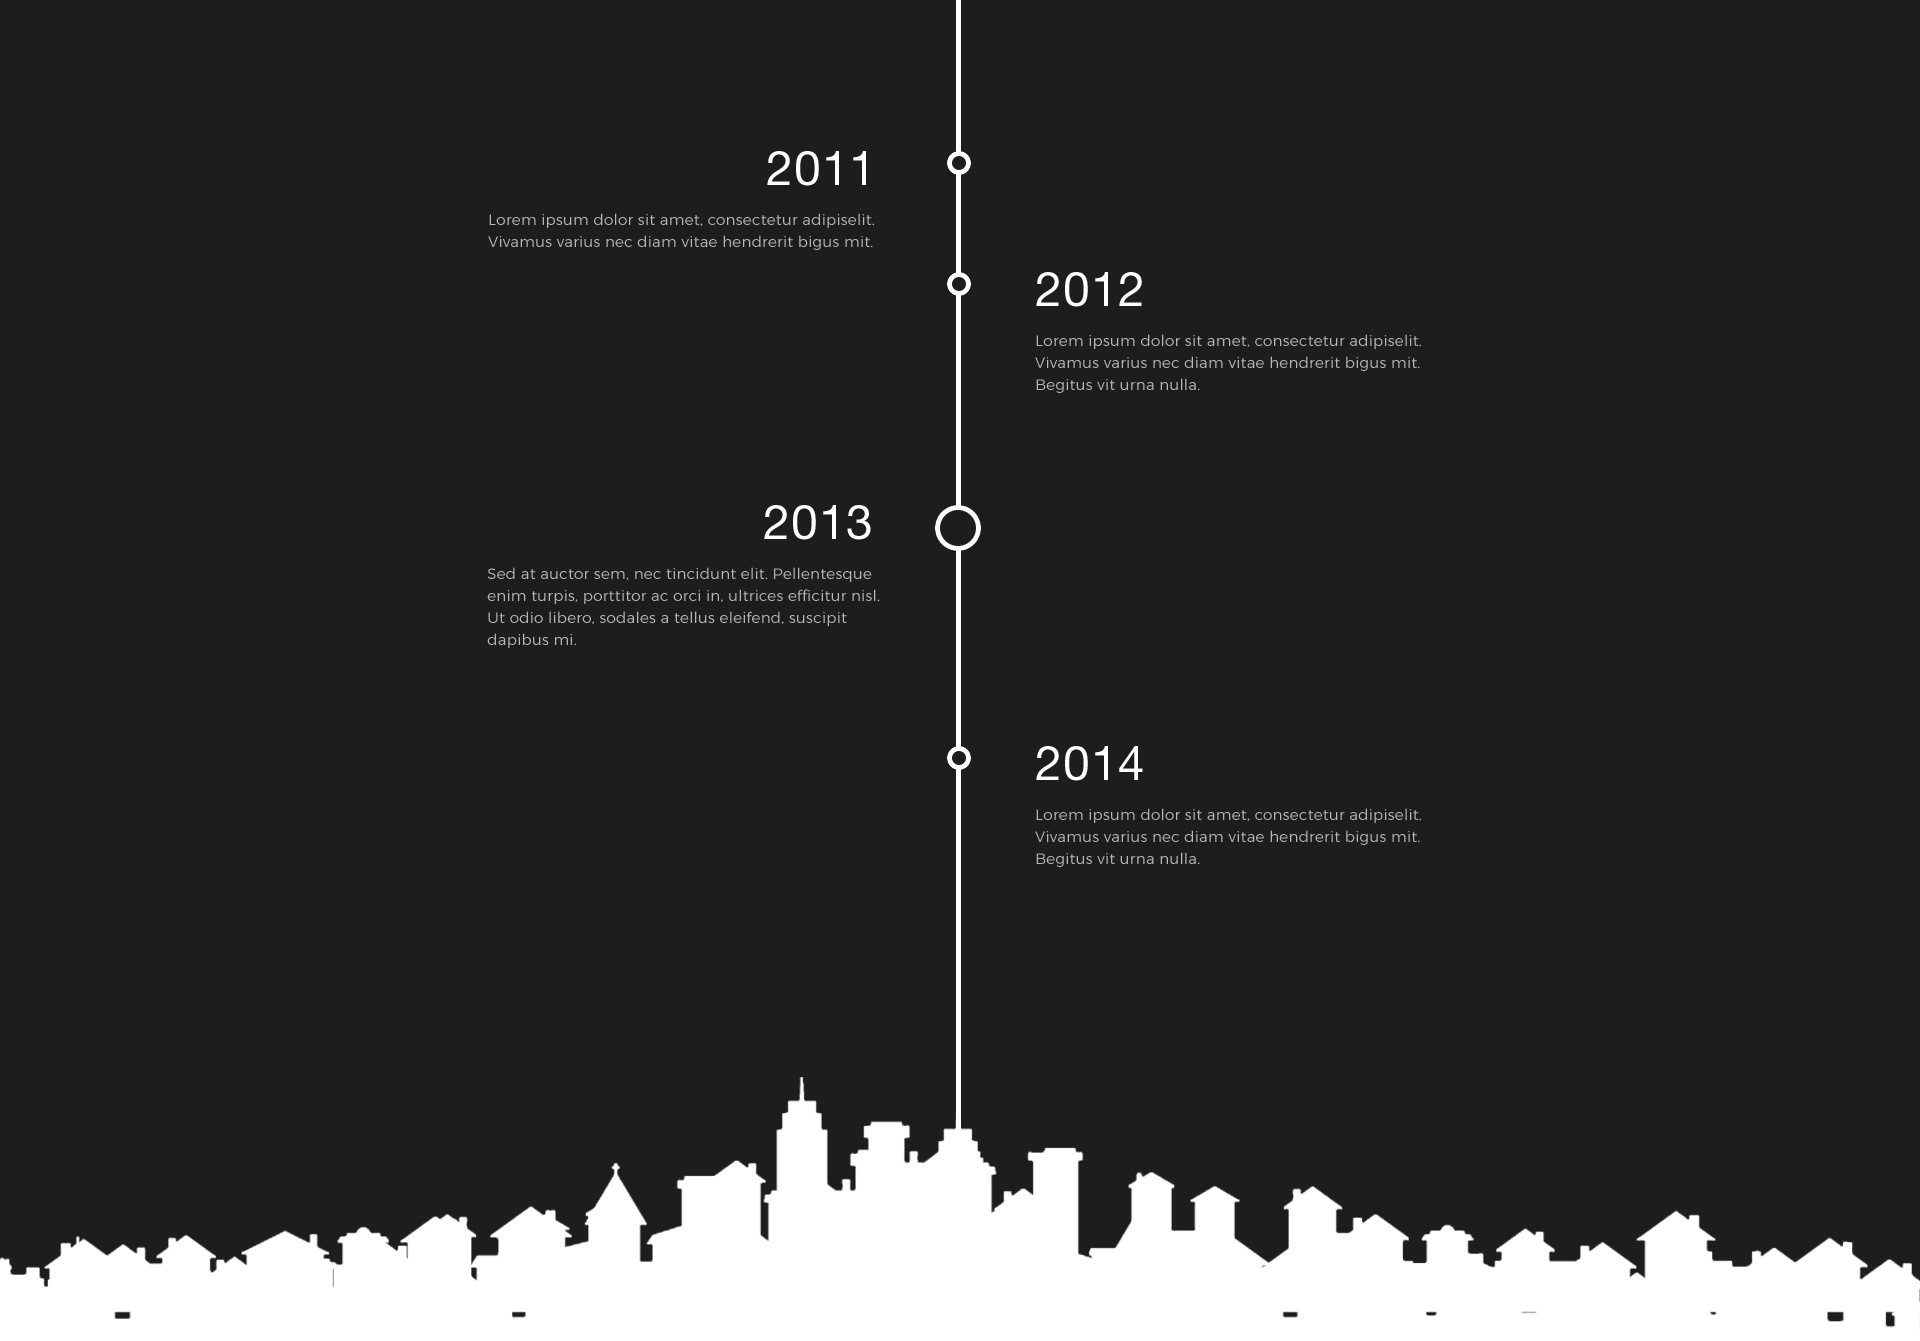 2011
Lorem ipsum dolor sit amet, consectetur adipiselit.
Vivamus varius nec diam vitae hendrerit bigus mit.
2012
Lorem ipsum dolor sit amet, consectetur adipiselit.
Vivamus varius nec diam vitae hendrerit bigus mit.
Begitus vit urna nulla.
2013
Sed at auctor sem, nec tincidunt elit. Pellentesque
enim turpis, porttitor ac orci in, ultrices efficitur nisl.
Ut odio libero, sodales a tellus eleifend, suscipit
dapibus mi.
2014
Lorem ipsum dolor sit amet, consectetur adipiselit.
Vivamus varius nec diam vitae hendrerit bigus mit.
Begitus vit urna nulla.